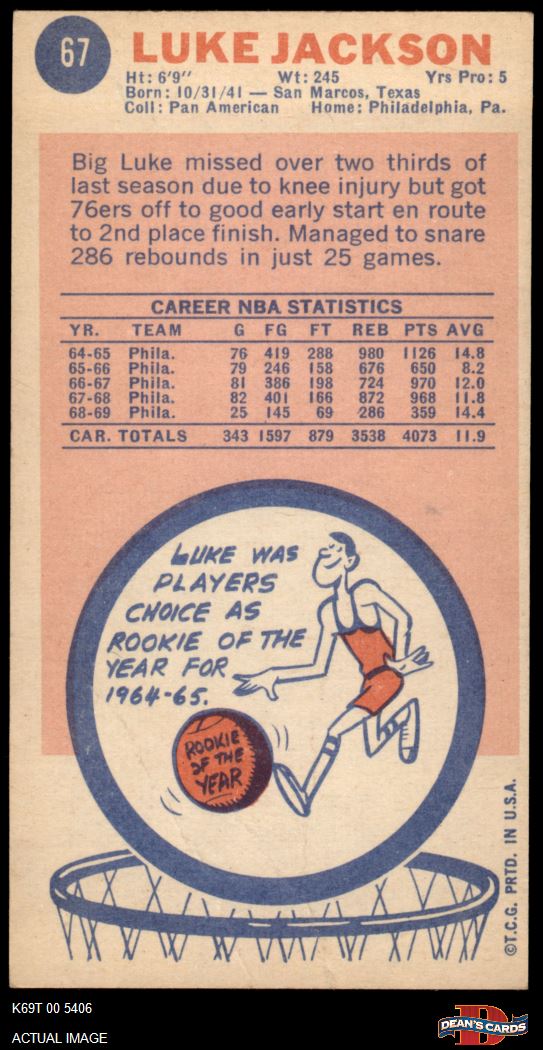 67
LUKE JACKSON
Ht: 6'9" Wt: 245 Yrs Pro: 5
Born: 10/31/41 — San Marcos, Texas
Coll: Pan American Home: Philadelphia, Pa.
Big Luke missed over two thirds of
last season due to knee injury but got
76ers off to good early start en route
to 2nd place finish. Managed to snare
286 rebounds in just 25 games.
CAREER NBA STATISTICS
YR. TEAM G FG FT REB PTS AVG
64-65 Phila. 76 419 288 980 1126 14.8
65-66 Phila. 79 246 158 676 650 8.2
66-67 Phila. 81 386 198 724 970 12.0
67-68 Phila. 82 401 166 872 968 11.8
68-69 Phila. 25 145 69 286 359 14.4
CAR. TOTALS 343 1597 879 3538 4073 11.9
LUKE WAS
PLAYERS
CHOICE AS
ROOKIE OF THE
YEAR FOR
1964-65.
ROOKIE
OF THE
YEAR
©T.C.G. PRTD. IN U.S.A.
K69T 00 5406
ACTUAL IMAGE
D
DEAN'S CARDS